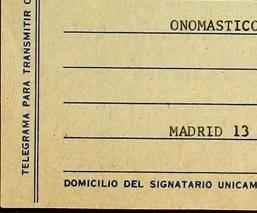 TELEGRAMA PARA TRANSMITIR
ONOMASTICO
MADRID 13
DOMICILIO DEL SIGNATARIO UNICAM